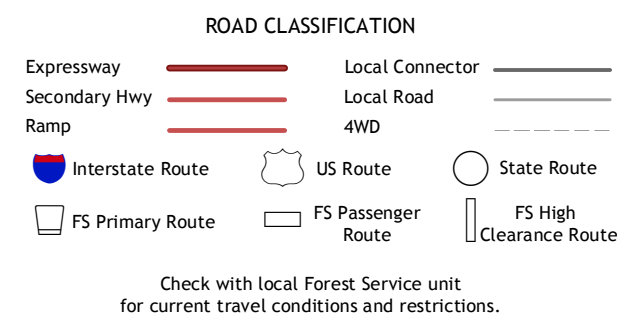 ROAD CLASSIFICATION
Expressway
Local Connector
Secondary Hwy
Local Road
Ramp
4WD
Interstate Route
US Route
State Route
FS Primary Route
FS Passenger
Route
FS High
Clearance Route
Check with local Forest Service unit
for current travel conditions and restrictions.